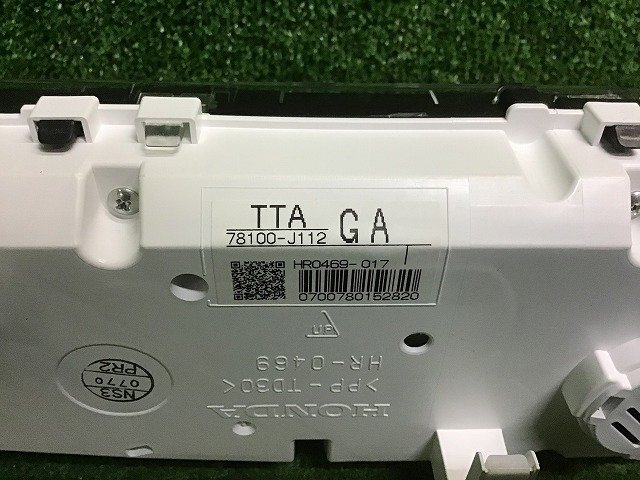 TTA
78100-J112
GA
HR0469-017
0700780152820
HR-0469
>PP-TD30<
HONDA
NS3
0770
PR2